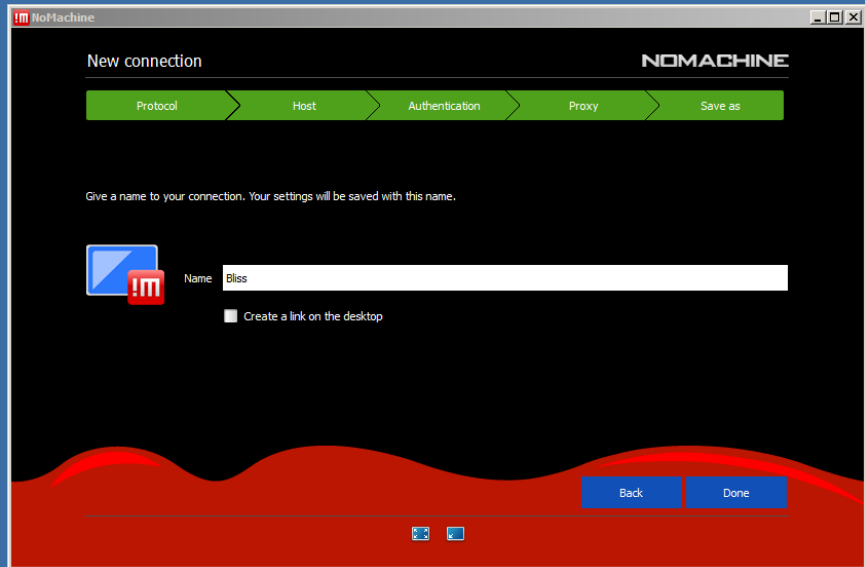 !m NoMachine
New connection
NOMACHINE
Protocol Host Authentication Proxy Save as
Give a name to your connection. Your settings will be saved with this name.
!m
Name Bliss
Create a link on the desktop
Back Done